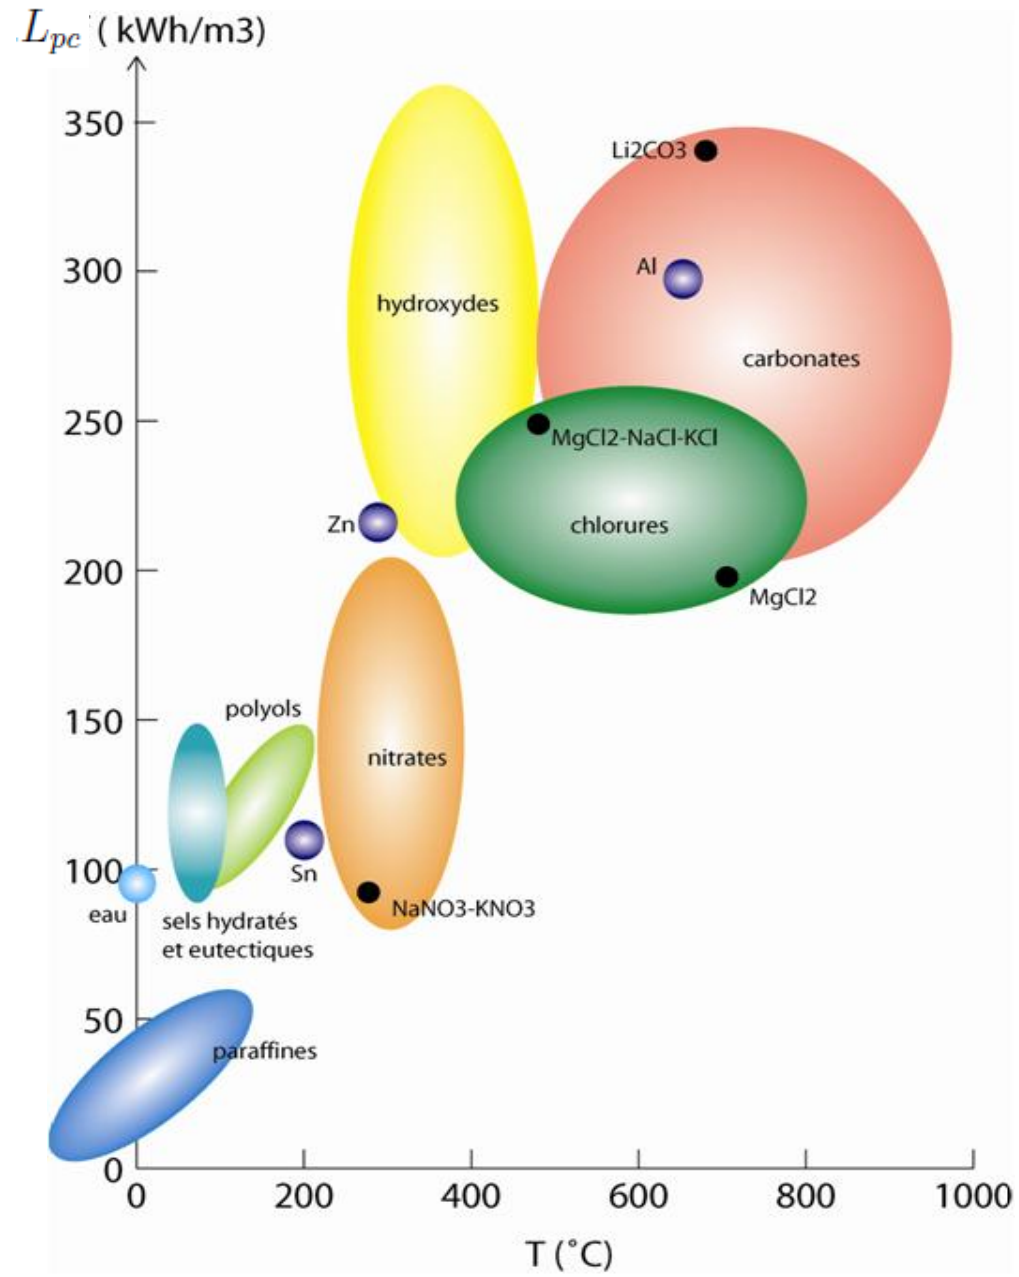 L_pc ( kWh/m3)
350
Li2CO3
300
Al
hydroxydes
carbonates
250
MgCl2-NaCl-KCl
Zn
chlorures
200
MgCl2
polyols
150
nitrates
100
Sn
eau
NaNO3-KNO3
sels hydratés
et eutectiques
50
paraffines
0
0 200 400 600 800 1000
T (˚C)